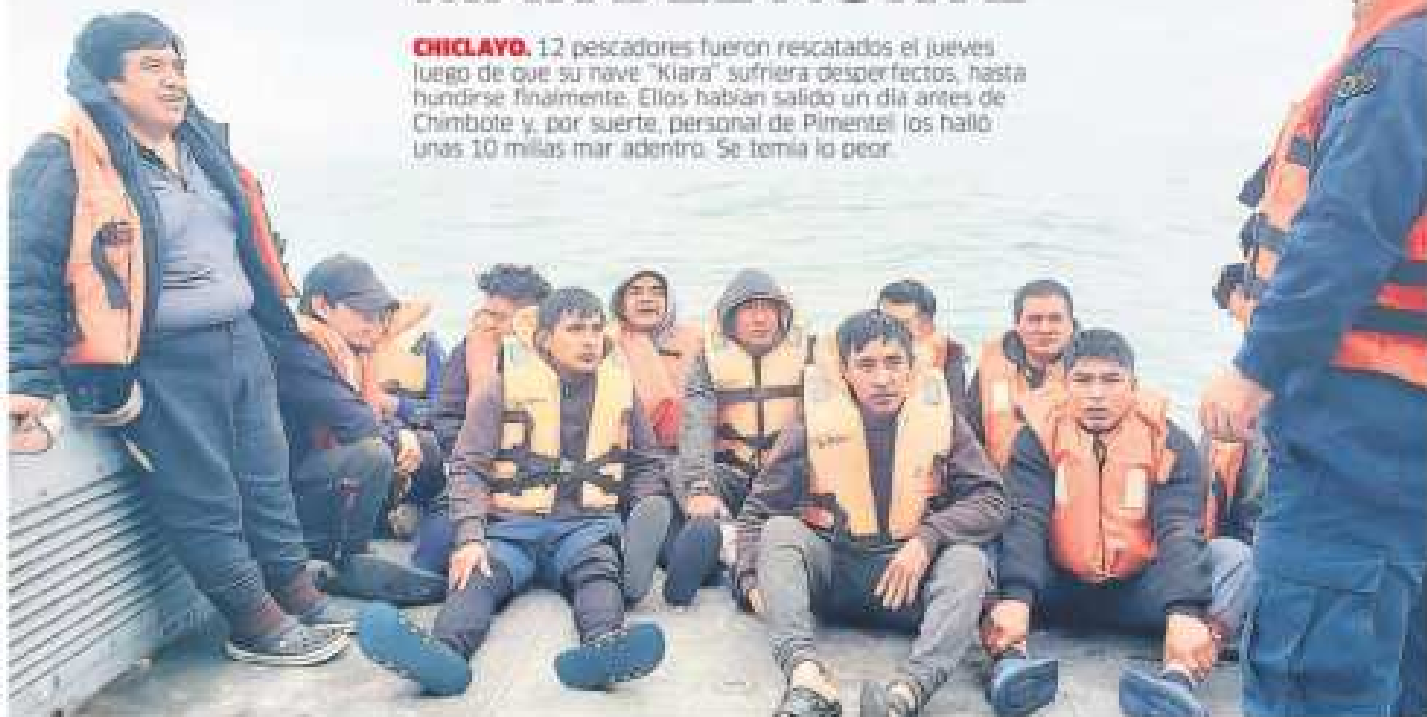 CHICLAYO. 12 pescadores fueron rescatados el jueves
luego de que su nave "Kiara" sufriera desperfectos, hasta
hundirse finalmente. Ellos habían salido un día antes de
Chimbote y, por suerte, personal de Pimentel los halló
unas 10 millas mar adentro. Se temía lo peor.